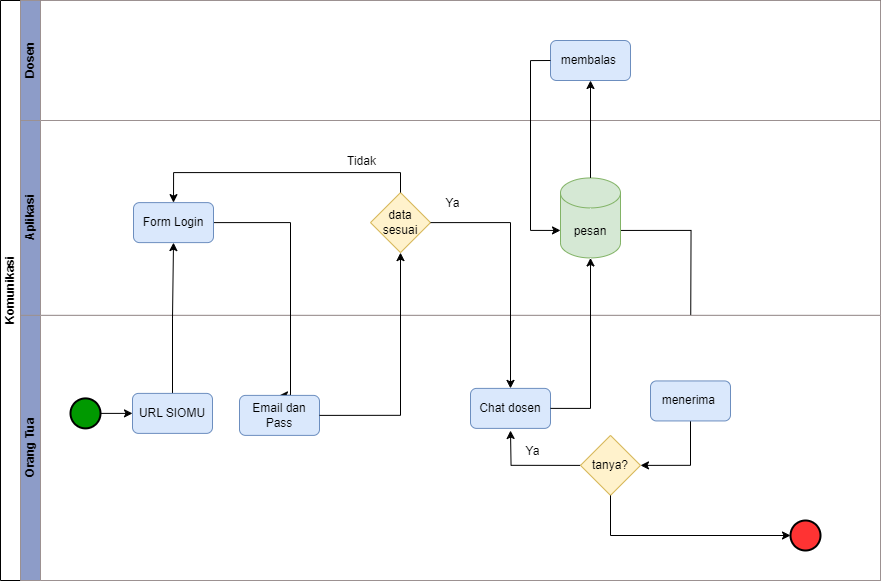 Komunikasi
Dosen
membalas
Aplikasi
Tidak
Form Login
data
sesuai
Ya
pesan
Orang Tua
URL SIOMU
Email dan
Pass
Chat dosen
menerima
Ya
tanya?